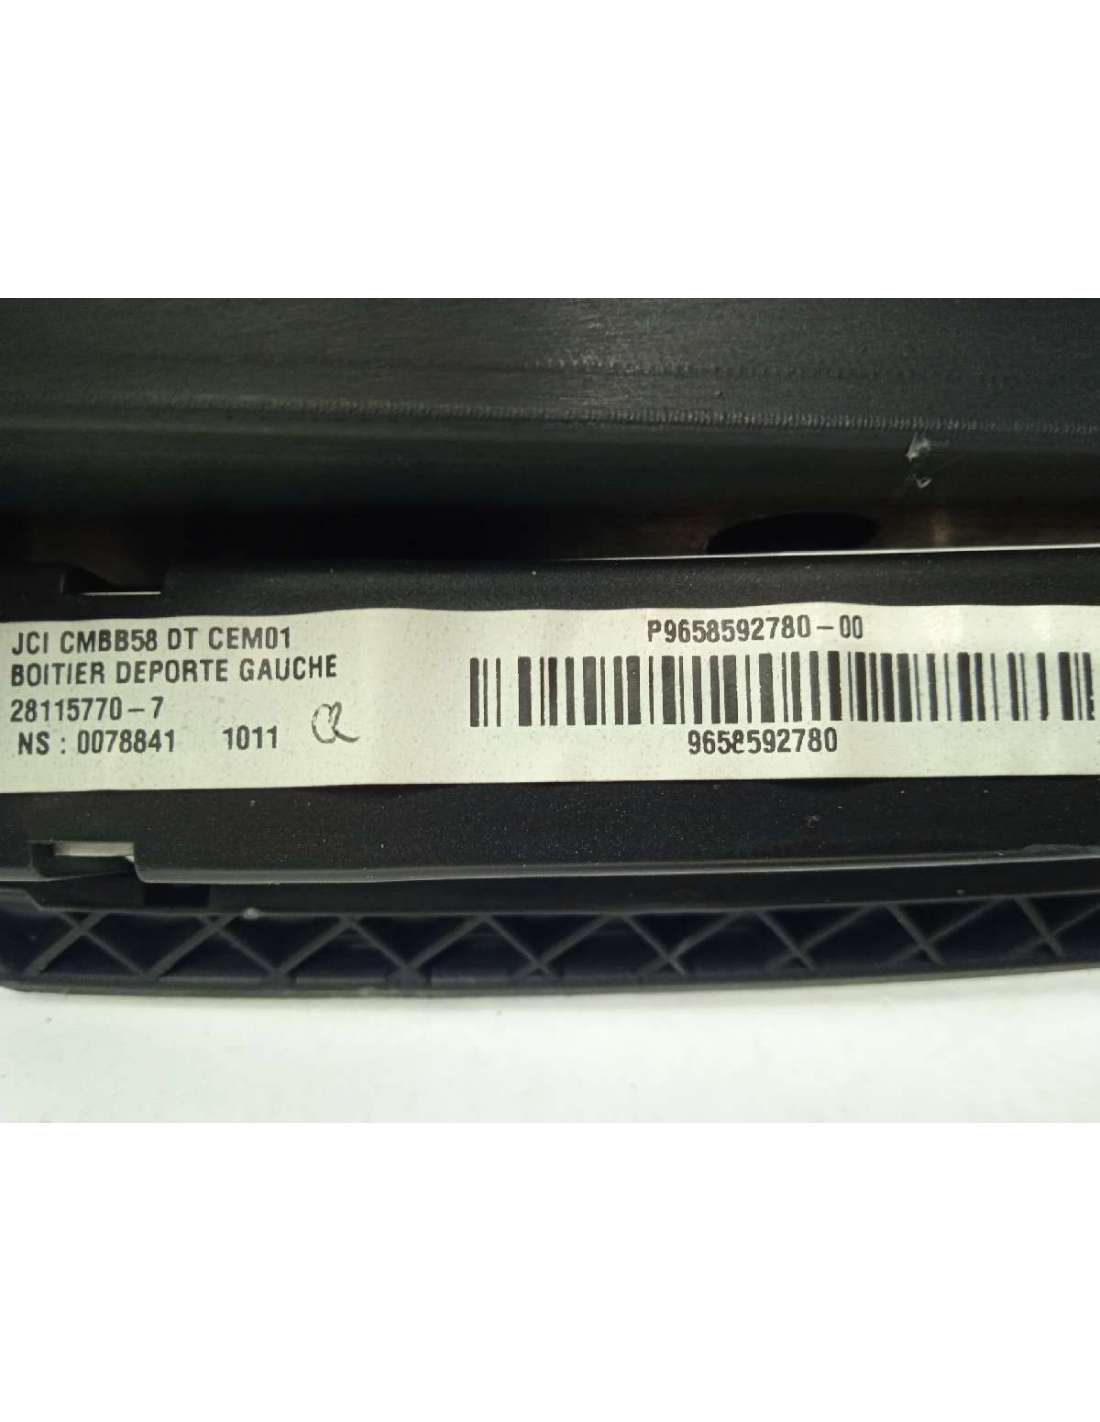 JCI CMBB58 DT CEM01
BOITIER DEPORTE GAUCHE
28115770-7
NS : 0078841 1011
P9658592780-00
9658592780